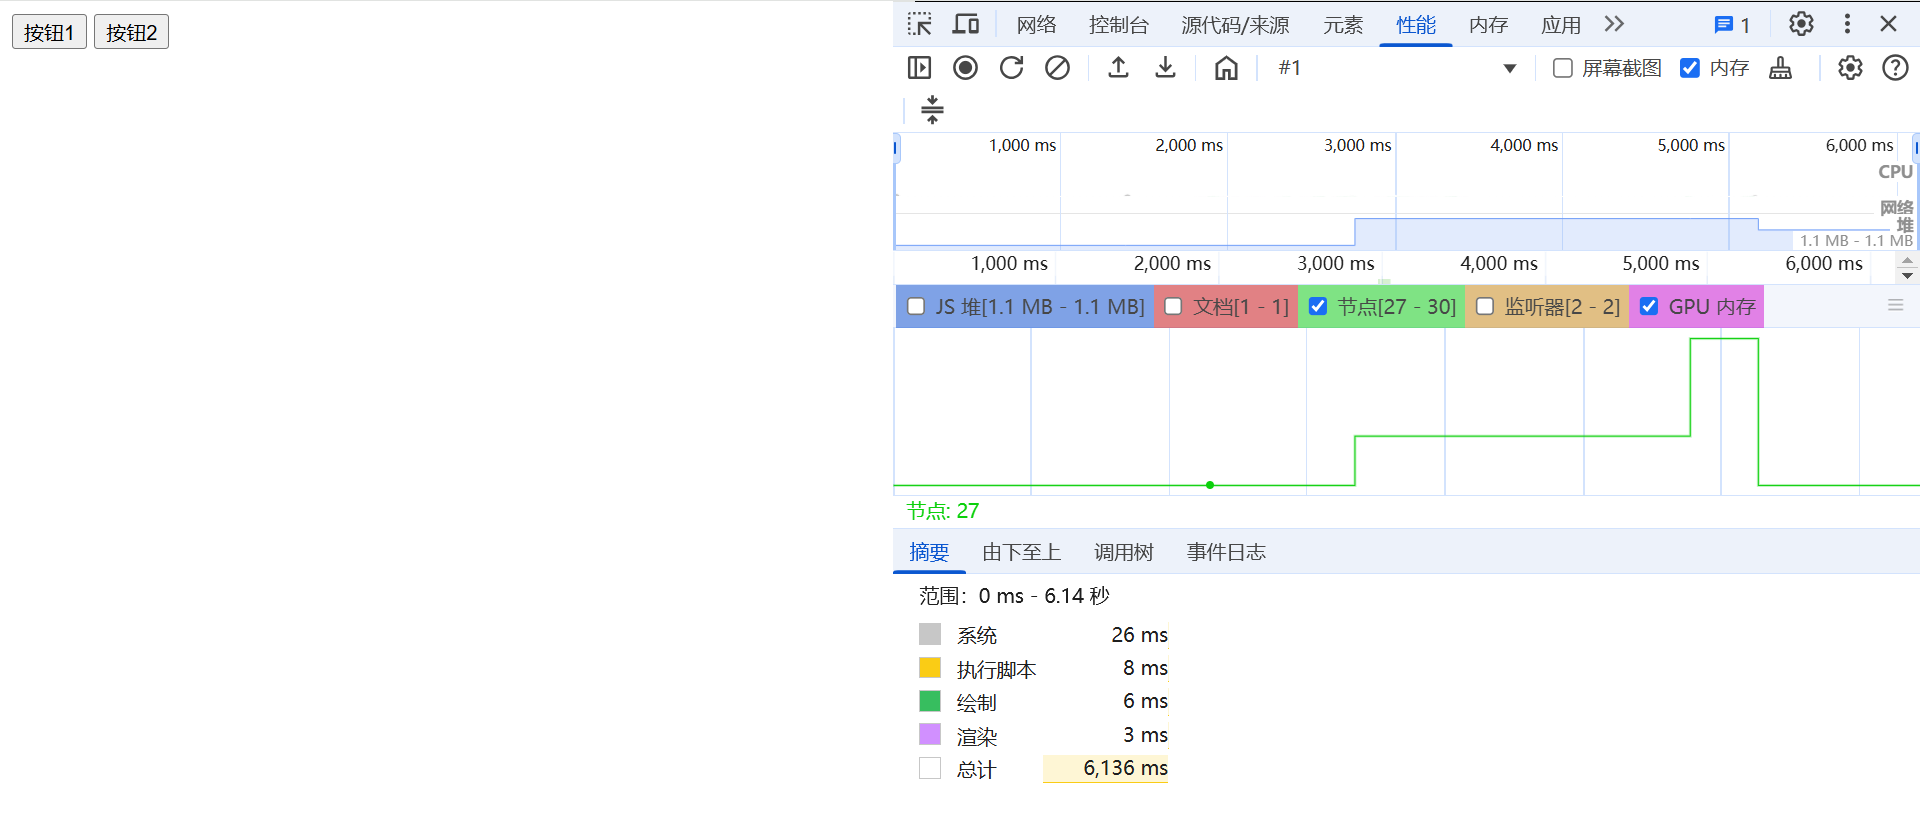 按钮1 按钮2
网络 控制台 源代码/来源 元素 性能 内存 应用 1
#1 屏幕截图 内存
1,000 ms 2,000 ms 3,000 ms 4,000 ms 5,000 ms 6,000 ms
CPU
网络
堆
1.1 MB - 1.1 MB
1,000 ms 2,000 ms 3,000 ms 4,000 ms 5,000 ms 6,000 ms
JS 堆[1.1 MB - 1.1 MB] 文档[1 - 1] 节点[27 - 30] 监听器[2 - 2] GPU 内存
节点: 27
摘要 由下至上 调用树 事件日志
范围：0 ms - 6.14 秒
系统 26 ms
执行脚本 8 ms
绘制 6 ms
渲染 3 ms
总计 6,136 ms